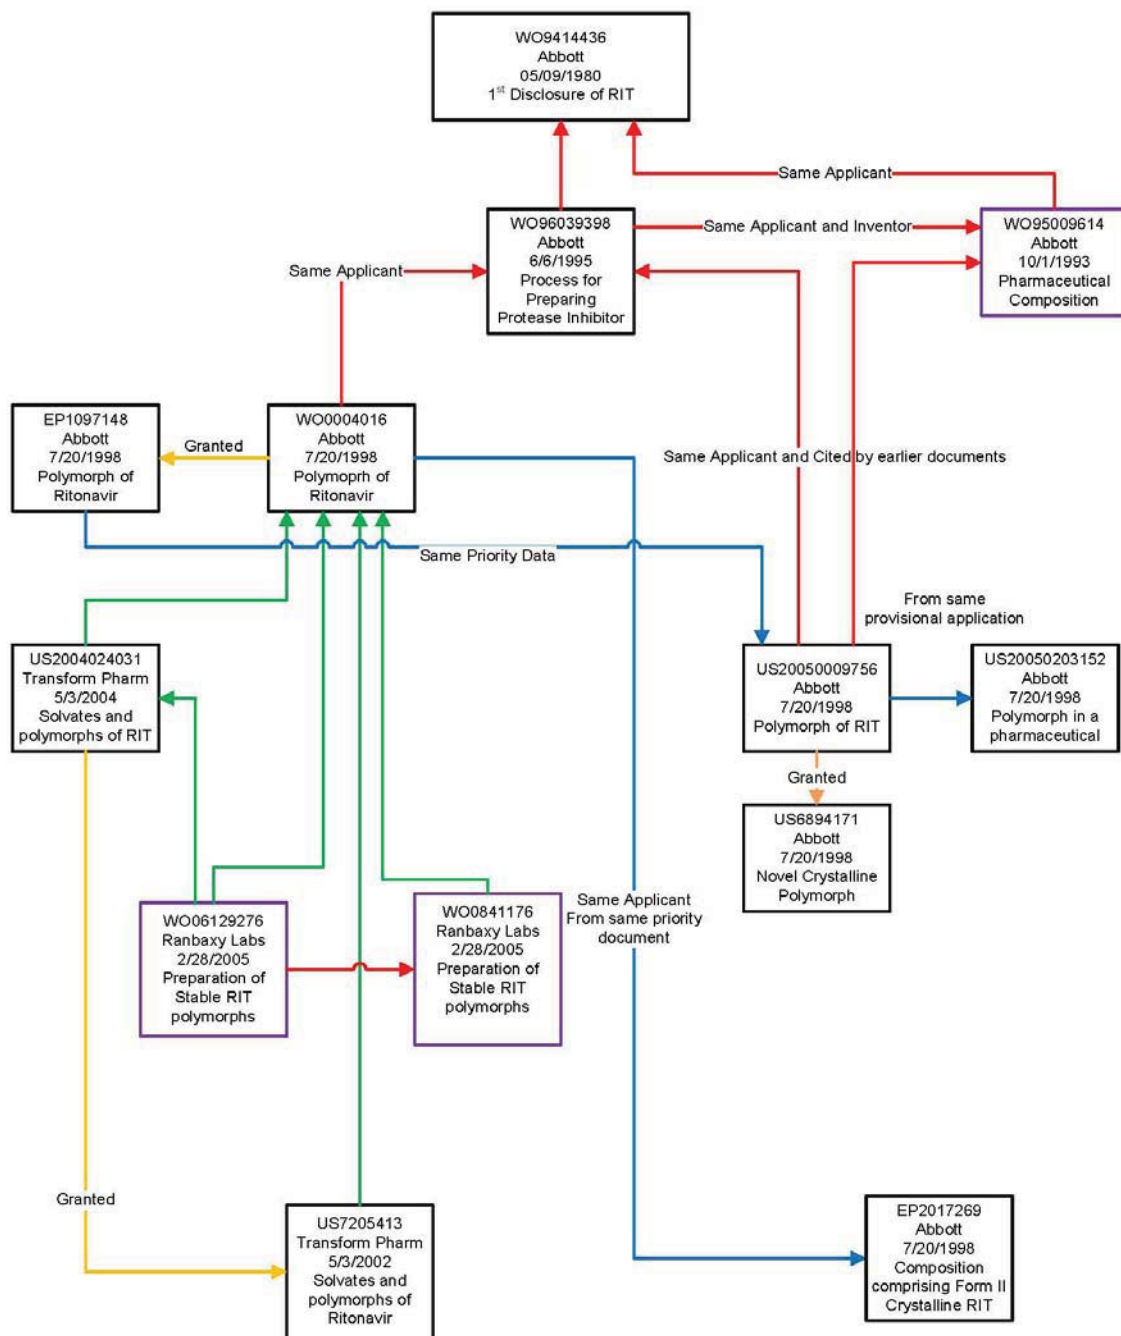 WO9414436
Abbott
05/09/1980
1st Disclosure of RIT
Same Applicant
WO96039398
Abbott
6/6/1995
Process for
Preparing
Protease Inhibitor
Same Applicant and Inventor
WO95009614
Abbott
10/1/1993
Pharmaceutical
Composition
Same Applicant
EP1097148
Abbott
7/20/1998
Polymorph of
Ritonavir
Granted
WO0004016
Abbott
7/20/1998
Polymoprh of
Ritonavir
Same Applicant and Cited by earlier documents
Same Priority Data
From same
provisional application
US2004024031
Transform Pharm
5/3/2004
Solvates and
polymorphs of RIT
US20050009756
Abbott
7/20/1998
Polymorph of RIT
US20050203152
Abbott
7/20/1998
Polymorph in a
pharmaceutical
Granted
US6894171
Abbott
7/20/1998
Novel Crystalline
Polymorph
WO06129276
Ranbaxy Labs
2/28/2005
Preparation of
Stable RIT
polymorphs
WO0841176
Ranbaxy Labs
2/28/2005
Preparation of
Stable RIT
polymorphs
Same Applicant
From same priority
document
Granted
US7205413
Transform Pharm
5/3/2002
Solvates and
polymorphs of
Ritonavir
EP2017269
Abbott
7/20/1998
Composition
comprising Form II
Crystalline RIT